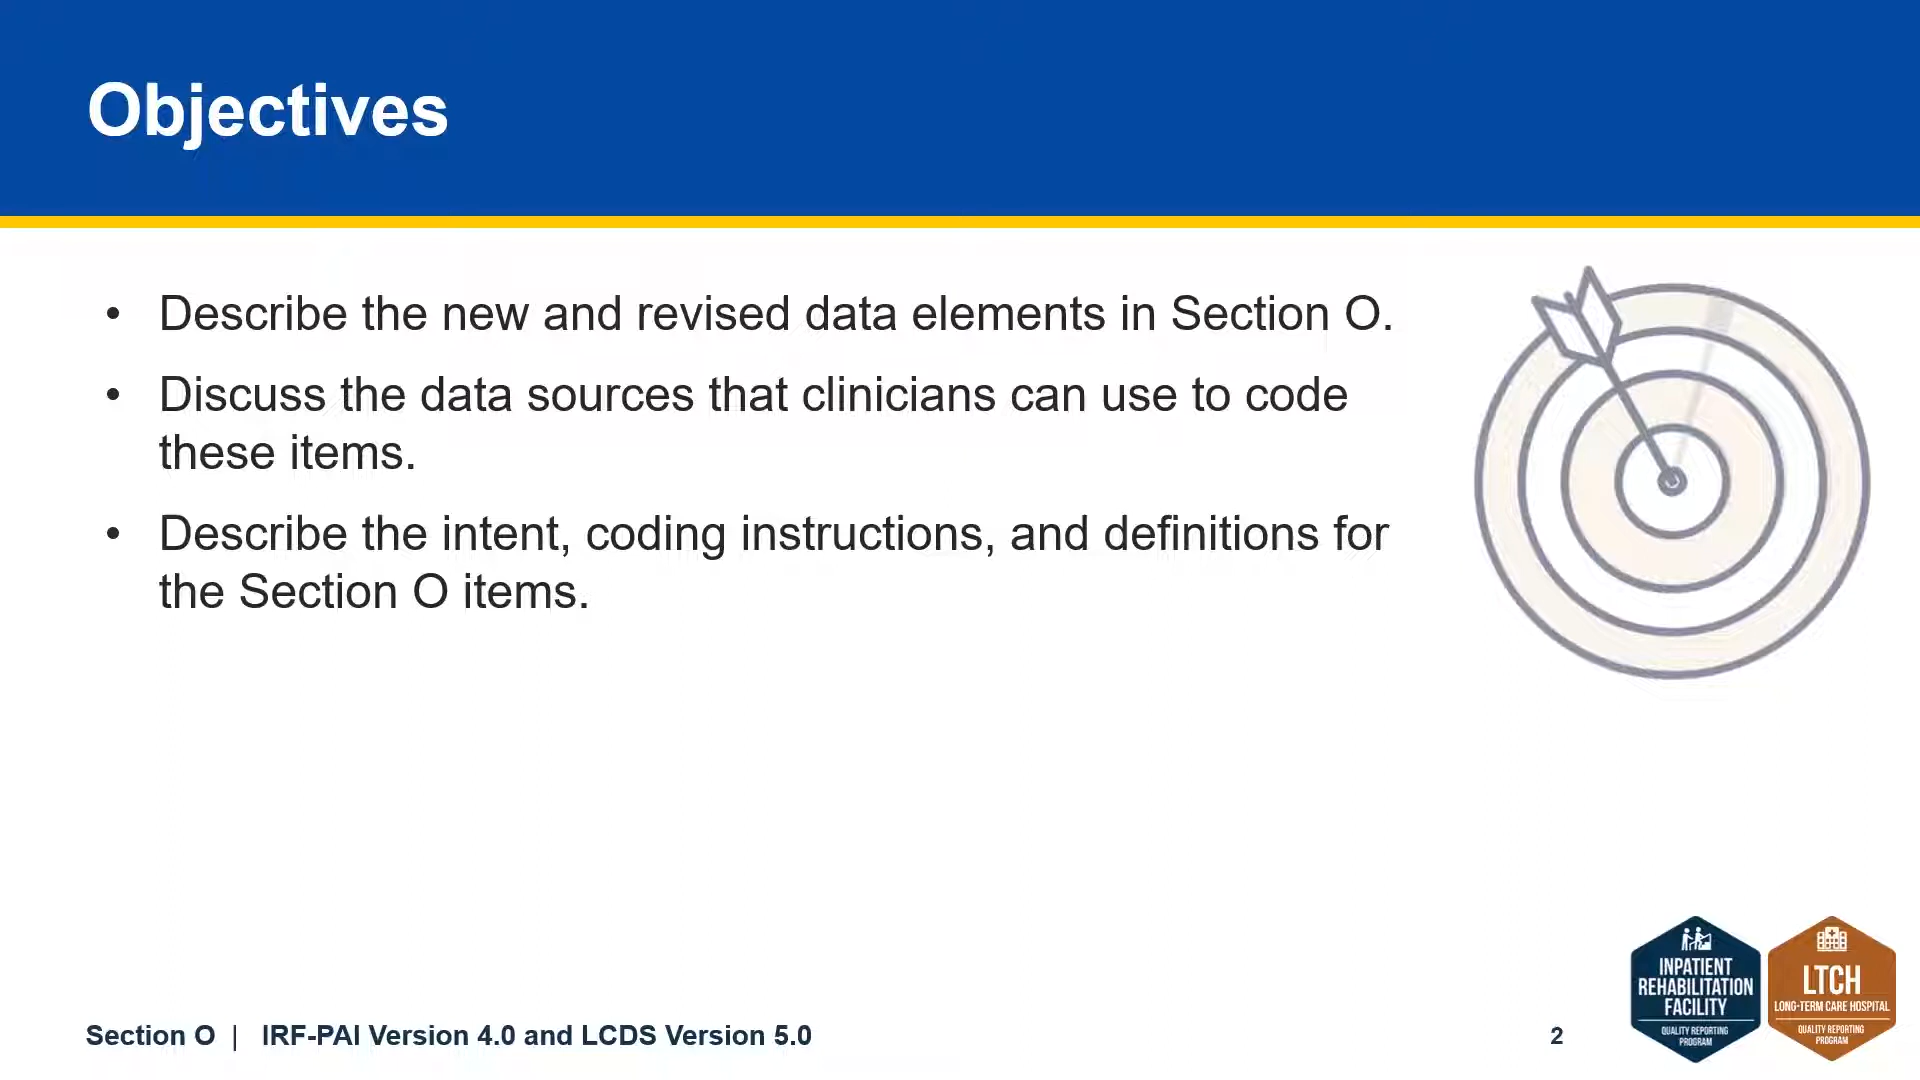 Objectives
• Describe the new and revised data elements in Section O.
• Discuss the data sources that clinicians can use to code
these items.
• Describe the intent, coding instructions, and definitions for
the Section O items.
Section O | IRF-PAI Version 4.0 and LCDS Version 5.0
2
INPATIENT
REHABILITATION
FACILITY
QUALITY REPORTING
PROGRAM
LTCH
LONG-TERM CARE HOSPITAL
QUALITY REPORTING
PROGRAM